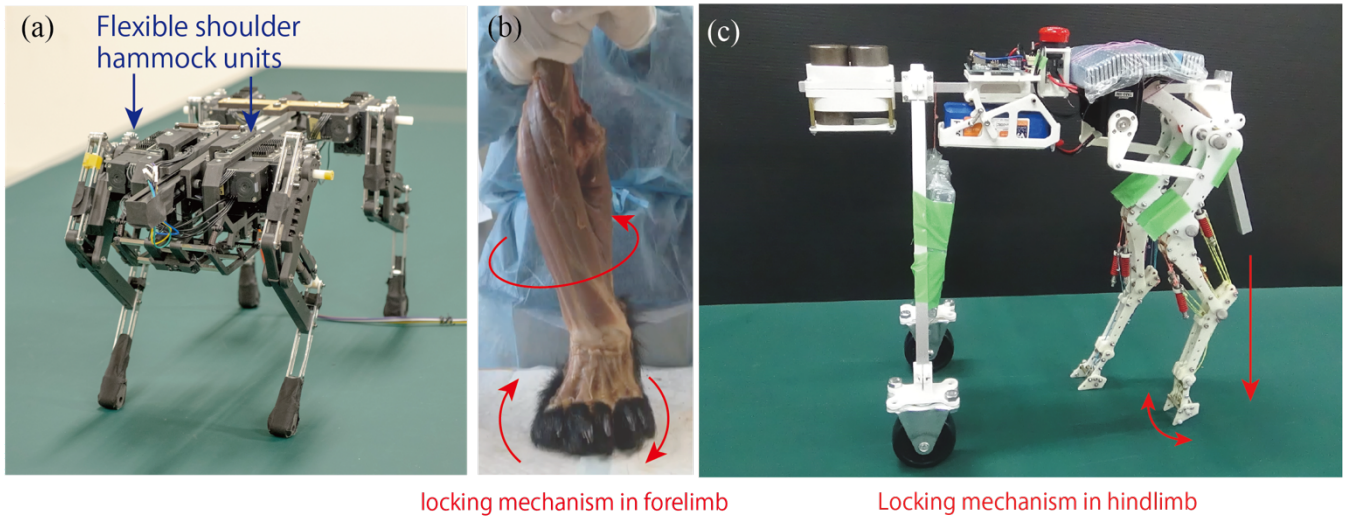 (a)
Flexible shoulder
hammock units
(b)
(c)
locking mechanism in forelimb
Locking mechanism in hindlimb